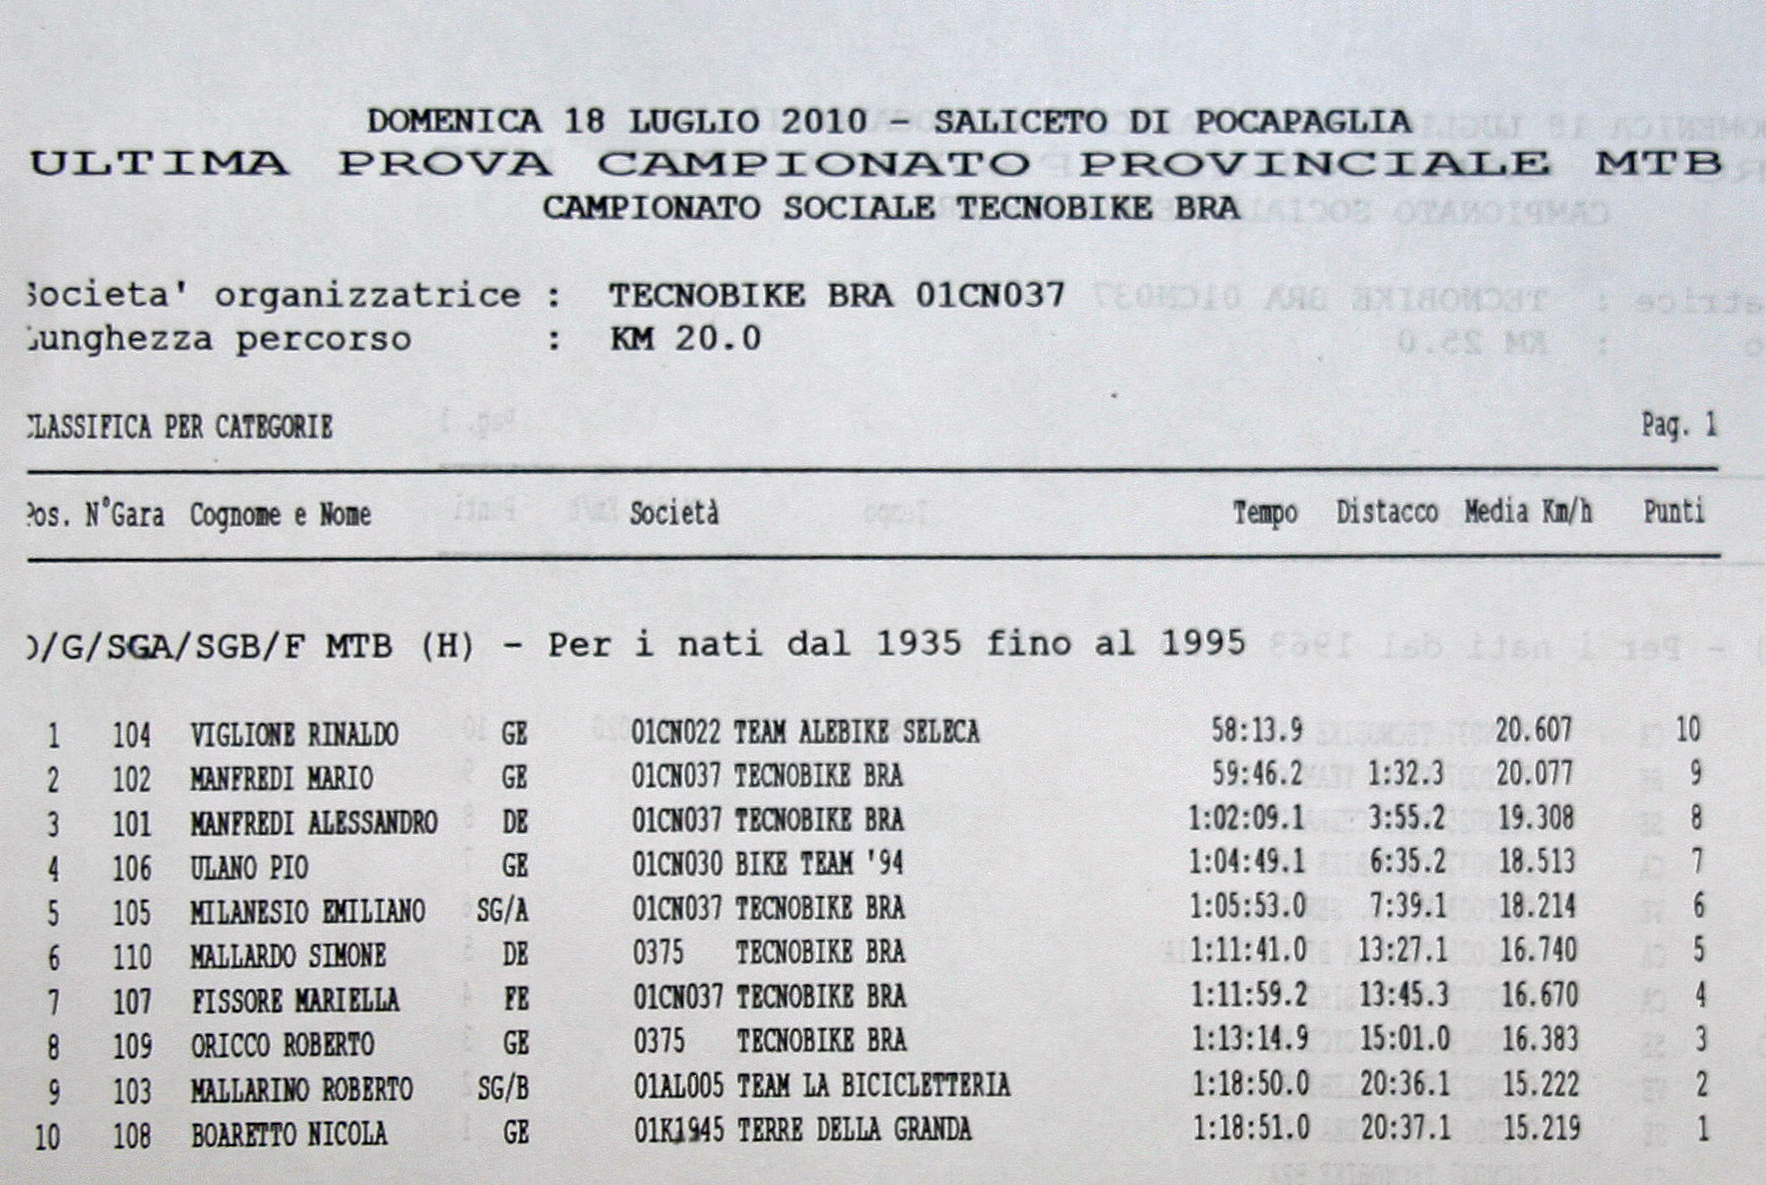 DOMENICA 18 LUGLIO 2010 - SALICETO DI POCAPAGLIA
ULTIMA PROVA CAMPIONATO PROVINCIALE MTB
CAMPIONATO SOCIALE TECNOBIKE BRA
Societa' organizzatrice : TECNOBIKE BRA 01CN037
Lunghezza percorso : KM 20.0
CLASSIFICA PER CATEGORIE Pag. 1
Pos. N°Gara Cognome e Nome Società Tempo Distacco Media Km/h Punti
D/G/SGA/SGB/F MTB (H) - Per i nati dal 1935 fino al 1995
1 104 VIGLIONE RINALDO GE 01CN022 TEAM ALEBIKE SELECA 58:13.9 20.607 10
2 102 MANFREDI MARIO GE 01CN037 TECNOBIKE BRA 59:46.2 1:32.3 20.077 9
3 101 MANFREDI ALESSANDRO DE 01CN037 TECNOBIKE BRA 1:02:09.1 3:55.2 19.308 8
4 106 ULANO PIO GE 01CN030 BIKE TEAM '94 1:04:49.1 6:35.2 18.513 7
5 105 MILANESIO EMILIANO SG/A 01CN037 TECNOBIKE BRA 1:05:53.0 7:39.1 18.214 6
6 110 MALLARDO SIMONE DE 0375 TECNOBIKE BRA 1:11:41.0 13:27.1 16.740 5
7 107 FISSORE MARIELLA FE 01CN037 TECNOBIKE BRA 1:11:59.2 13:45.3 16.670 4
8 109 ORICCO ROBERTO GE 0375 TECNOBIKE BRA 1:13:14.9 15:01.0 16.383 3
9 103 MALLARINO ROBERTO SG/B 01AL005 TEAM LA BICICLETTERIA 1:18:50.0 20:36.1 15.222 2
10 108 BOARETTO NICOLA GE 01K1945 TERRE DELLA GRANDA 1:18:51.0 20:37.1 15.219 1